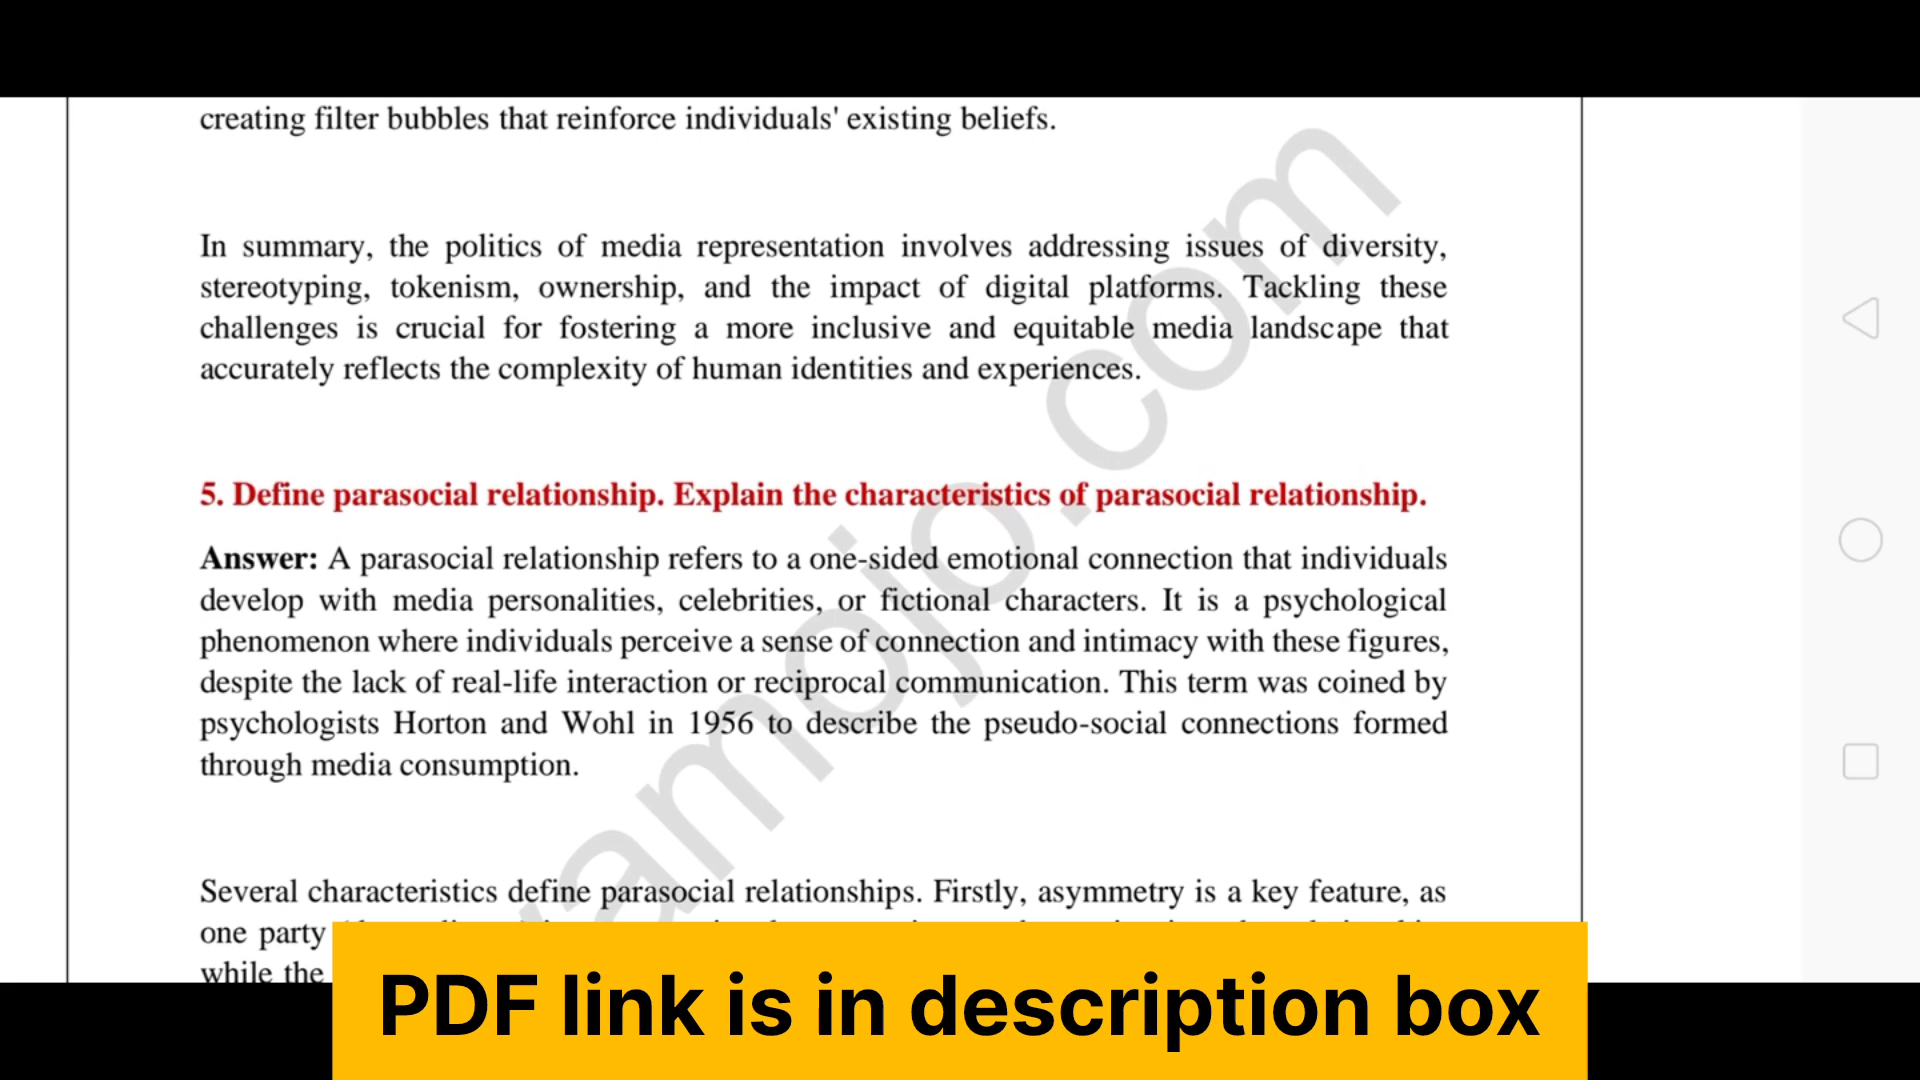 creating filter bubbles that reinforce individuals' existing beliefs.
In summary, the politics of media representation involves addressing issues of diversity,
stereotyping, tokenism, ownership, and the impact of digital platforms. Tackling these
challenges is crucial for fostering a more inclusive and equitable media landscape that
accurately reflects the complexity of human identities and experiences.
5. Define parasocial relationship. Explain the characteristics of parasocial relationship.
Answer: A parasocial relationship refers to a one-sided emotional connection that individuals
develop with media personalities, celebrities, or fictional characters. It is a psychological
phenomenon where individuals perceive a sense of connection and intimacy with these figures,
despite the lack of real-life interaction or reciprocal communication. This term was coined by
psychologists Horton and Wohl in 1956 to describe the pseudo-social connections formed
through media consumption.
Several characteristics define parasocial relationships. Firstly, asymmetry is a key feature, as
one party
while the
PDF link is in description box
amojo.com